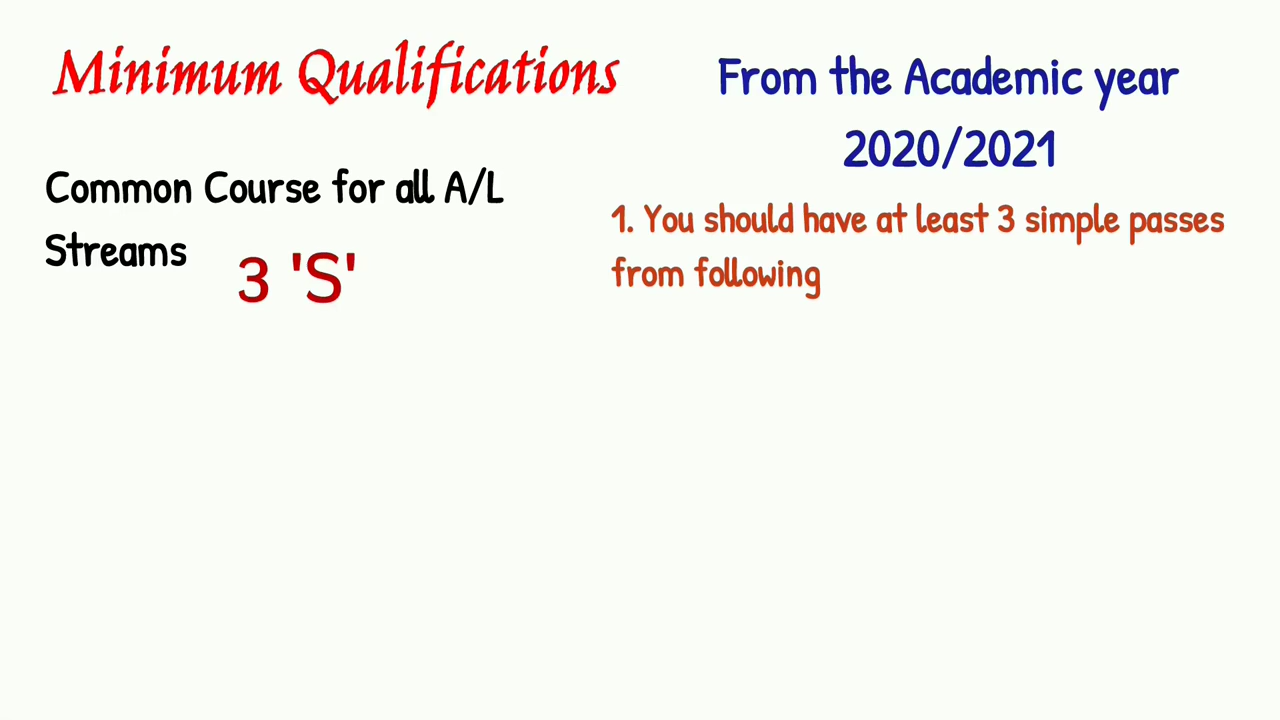 Minimum Qualifications
Common Course for all A/L
Streams
3 'S'
From the Academic year
2020/2021
1. You should have at least 3 simple passes
from following